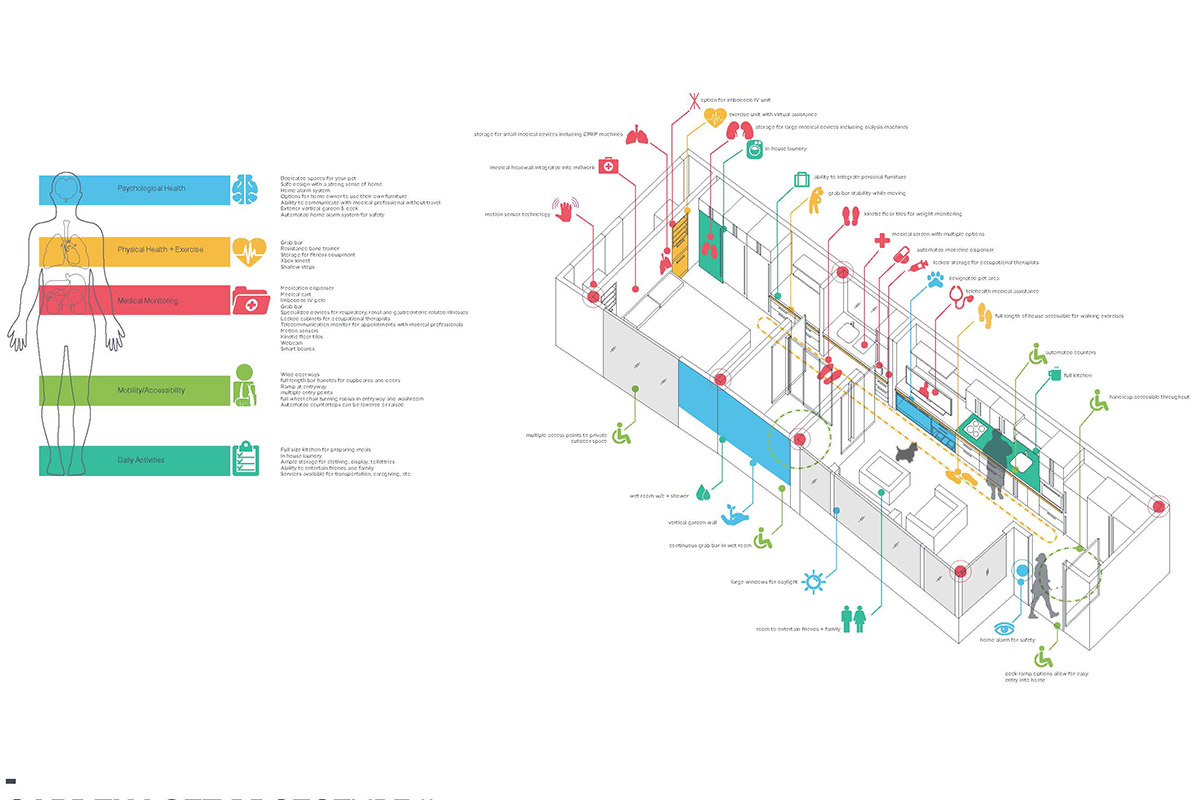 Psychological Health
Dedicated spaces for your pet
Safe design with a strong sense of home
Home alarm system
Options for home owner to use their own furniture
Ability to communicate with medical professional without travel
Exterior vertical garden & deck
Automated home alarm system for safety
Physical Health + Exercise
Grab bar
Resistance band trainer
Storage for fitness equipment
Xbox kinect
Shallow steps
Medical Monitoring
Medication dispenser
Medical cart
Imbedded IV pole
Grab bar
Specialized devices for respiratory, renal and gastroenteric related illnesses
Locked cabinets for occupational therapists
Telecommunication monitor for appointments with medical professionals
Motion sensors
Kinetic floor tiles
Webcam
Smart boards
Mobility/Accessibility
Wide doorways
full length bar handles for cupboards and doors
Ramp at entryway
multiple entry points
full wheel chair turning radius in entryway and washroom
Automated countertops can be lowered or raised
Daily Activities
Full size kitchen for preparing meals
In house laundry
Ample storage for clothing, display, toiletries
Ability to entertain friends and family
Services available for transportation, caregiving, etc.
option for imbedded IV unit
exercise unit with virtual assistance
storage for large medical devices including dialysis machines
storage for small medical devices including CPAP machines
in house laundry
medical housewall integrated into millwork
ability to integrate personal furniture
grab bar stability while moving
motion sensor technology
kinetic floor tiles for weight monitoring
medical screen with multiple options
automated medicine dispenser
locked storage for occupational therapists
designated pet area
telehealth medical assistance
full length of house accessible for walking exercises
automated counters
full kitchen
handicap accessible throughout
multiple access points to private
outdoor space
wet room w/c + shower
vertical garden wall
continuous grab bar in wet room
large windows for daylight
room to entertain friends + family
home alarm for safety
deck ramp options allow for easy
entry into home